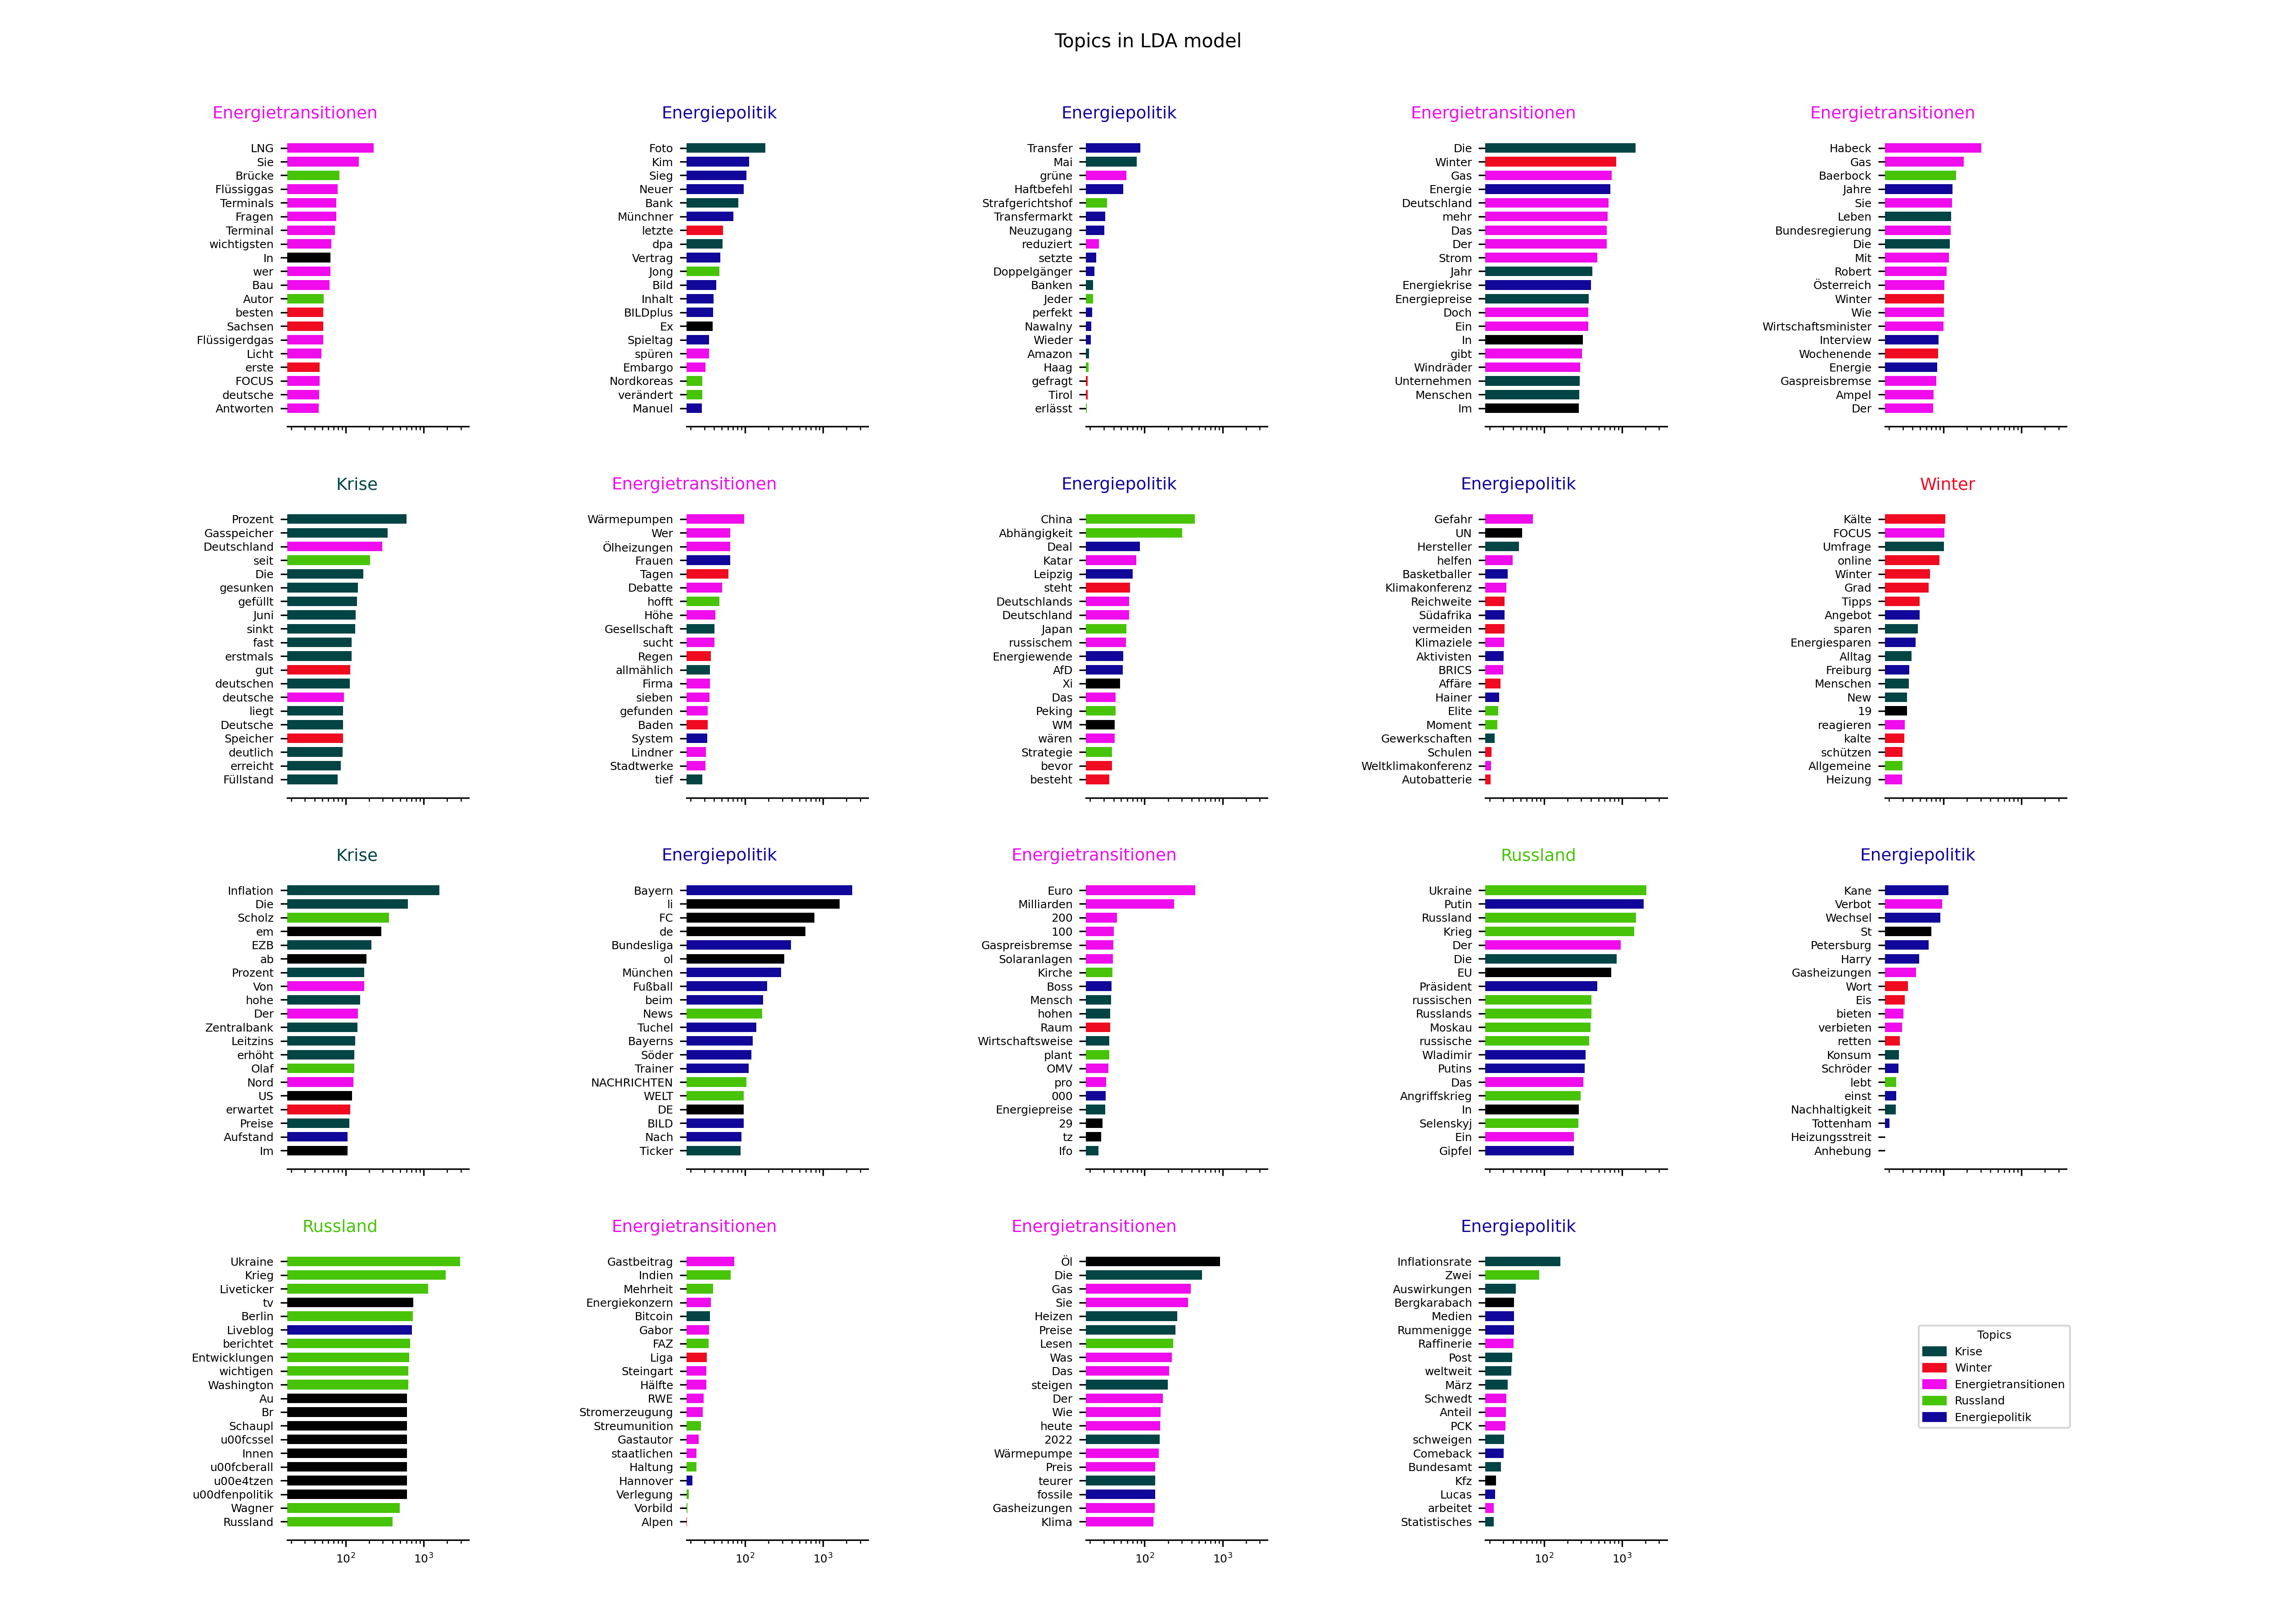 Topics in LDA model
Energietransitionen
LNG
Sie
Brücke
Flüssiggas
Terminals
Fragen
Terminal
wichtigsten
In
wer
Bau
Autor
besten
Sachsen
Flüssigerdgas
Licht
erste
FOCUS
deutsche
Antworten
Energiepolitik
Foto
Kim
Sieg
Neuer
Bank
Münchner
letzte
dpa
Vertrag
Jong
Bild
Inhalt
BILDplus
Ex
Spieltag
spüren
Embargo
Nordkoreas
verändert
Manuel
Energiepolitik
Transfer
Mai
grüne
Haftbefehl
Strafgerichtshof
Transfermarkt
Neuzugang
reduziert
setzte
Doppelgänger
Banken
Jeder
perfekt
Nawalny
Wieder
Amazon
Haag
gefragt
Tirol
erlässt
Energietransitionen
Die
Winter
Gas
Energie
Deutschland
mehr
Das
Der
Strom
Jahr
Energiekrise
Energiepreise
Doch
Ein
In
gibt
Windräder
Unternehmen
Menschen
Im
Energietransitionen
Habeck
Gas
Baerbock
Jahre
Sie
Leben
Bundesregierung
Die
Mit
Robert
Österreich
Winter
Wie
Wirtschaftsminister
Interview
Wochenende
Energie
Gaspreisbremse
Ampel
Der
Krise
Prozent
Gasspeicher
Deutschland
seit
Die
gesunken
gefüllt
Juni
sinkt
fast
erstmals
gut
deutschen
deutsche
liegt
Deutsche
Speicher
deutlich
erreicht
Füllstand
Energietransitionen
Wärmepumpen
Wer
Ölheizungen
Frauen
Tagen
Debatte
hofft
Höhe
Gesellschaft
sucht
Regen
allmählich
Firma
sieben
gefunden
Baden
System
Lindner
Stadtwerke
tief
Energiepolitik
China
Abhängigkeit
Deal
Katar
Leipzig
steht
Deutschlands
Deutschland
Japan
russischem
Energiewende
AfD
Xi
Das
Peking
WM
wären
Strategie
bevor
besteht
Energiepolitik
Gefahr
UN
Hersteller
helfen
Basketballer
Klimakonferenz
Reichweite
Südafrika
vermeiden
Klimaziele
Aktivisten
BRICS
Affäre
Hainer
Elite
Moment
Gewerkschaften
Schulen
Weltklimakonferenz
Autobatterie
Winter
Kälte
FOCUS
Umfrage
online
Winter
Grad
Tipps
Angebot
sparen
Energiesparen
Alltag
Freiburg
Menschen
New
19
reagieren
kalte
schützen
Allgemeine
Heizung
Krise
Inflation
Die
Scholz
em
EZB
ab
Prozent
Von
hohe
Der
Zentralbank
Leitzins
erhöht
Olaf
Nord
US
erwartet
Preise
Aufstand
Im
Energiepolitik
Bayern
li
FC
de
Bundesliga
ol
München
Fußball
beim
News
Tuchel
Bayerns
Söder
Trainer
NACHRICHTEN
WELT
DE
BILD
Nach
Ticker
Energietransitionen
Euro
Milliarden
200
100
Gaspreisbremse
Solaranlagen
Kirche
Boss
Mensch
hohen
Raum
Wirtschaftsweise
plant
OMV
pro
000
Energiepreise
29
tz
Ifo
Russland
Ukraine
Putin
Russland
Krieg
Der
Die
EU
Präsident
russischen
Russlands
Moskau
russische
Wladimir
Putins
Das
Angriffskrieg
In
Selenskyj
Ein
Gipfel
Energiepolitik
Kane
Verbot
Wechsel
St
Petersburg
Harry
Gasheizungen
Wort
Eis
bieten
verbieten
retten
Konsum
Schröder
lebt
einst
Nachhaltigkeit
Tottenham
Heizungsstreit
Anhebung
Russland
Ukraine
Krieg
Liveticker
tv
Berlin
Liveblog
berichtet
Entwicklungen
wichtigen
Washington
Au
Br
Schaupl
u00fcssel
Innen
u00fcberall
u00e4tzen
u00dfenpolitik
Wagner
Russland
10²
10³
Energietransitionen
Gastbeitrag
Indien
Mehrheit
Energiekonzern
Bitcoin
Gabor
FAZ
Liga
Steingart
Hälfte
RWE
Stromerzeugung
Streumunition
Gastautor
staatlichen
Haltung
Hannover
Verlegung
Vorbild
Alpen
10²
10³
Energietransitionen
Öl
Die
Gas
Sie
Heizen
Preise
Lesen
Was
Das
steigen
Der
Wie
heute
2022
Wärmepumpe
Preis
teurer
fossile
Gasheizungen
Klima
10²
10³
Energiepolitik
Inflationsrate
Zwei
Auswirkungen
Bergkarabach
Medien
Rummenigge
Raffinerie
Post
weltweit
März
Schwedt
Anteil
PCK
schweigen
Comeback
Bundesamt
Kfz
Lucas
arbeitet
Statistisches
10²
10³
Topics
Krise
Winter
Energietransitionen
Russland
Energiepolitik